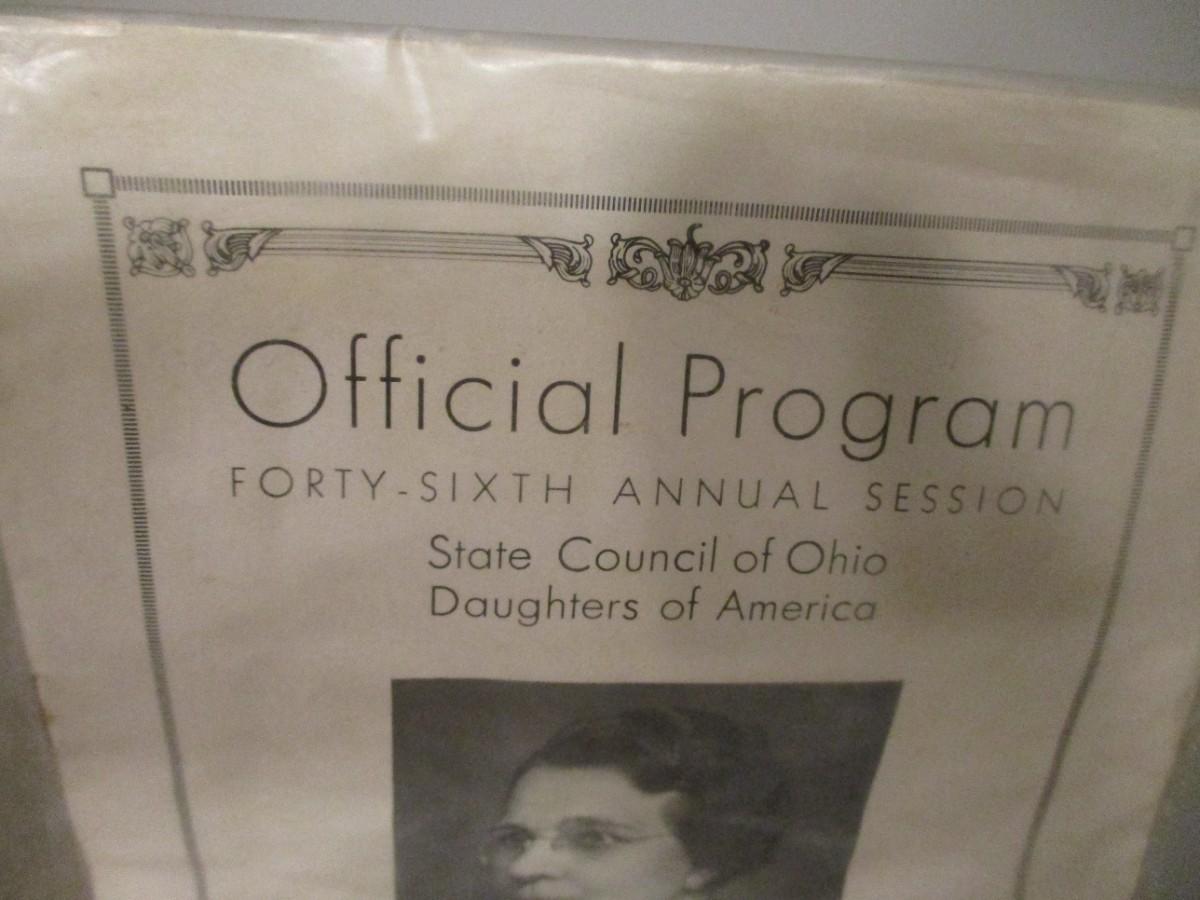 Official Program
FORTY-SIXTH ANNUAL SESSION
State Council of Ohio
Daughters of America